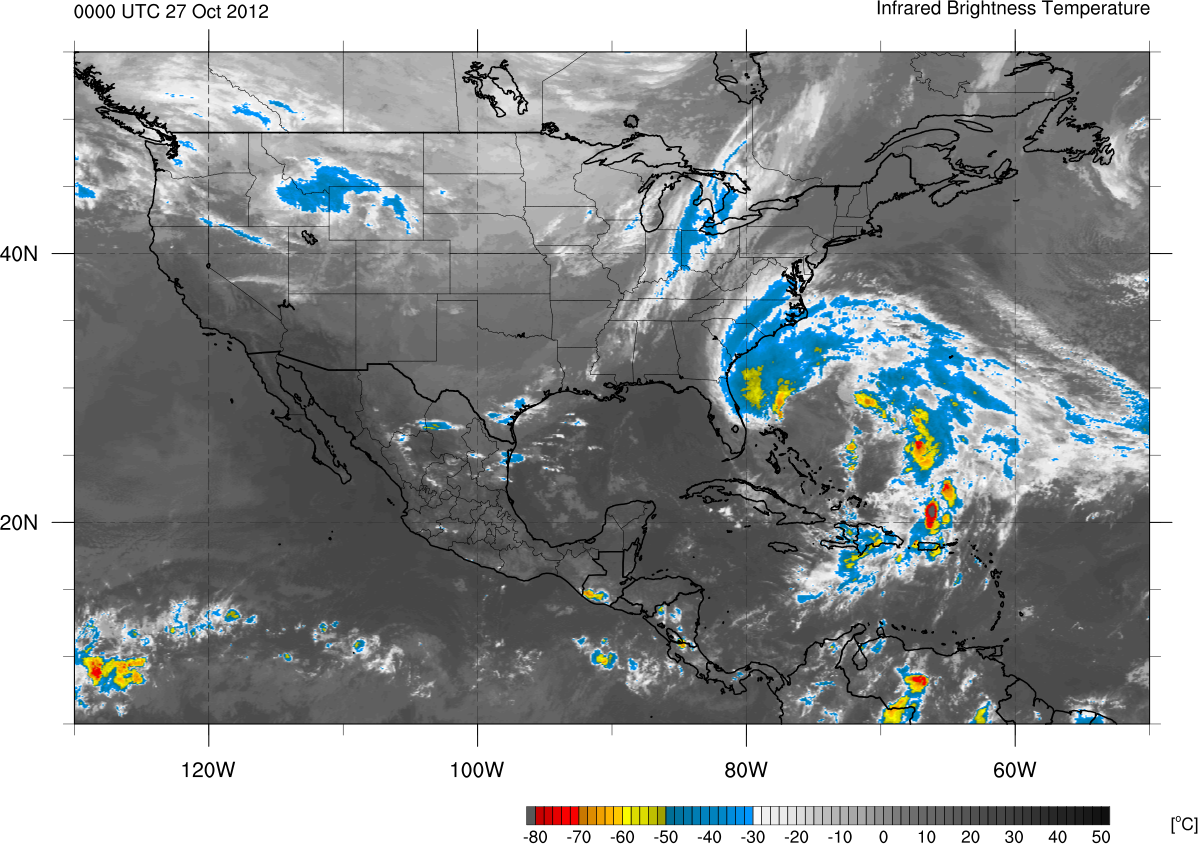 0000 UTC 27 Oct 2012 Infrared Brightness Temperature
40N
20N
120W 100W 80W 60W
-80 -70 -60 -50 -40 -30 -20 -10 0 10 20 30 40 50 [°C]